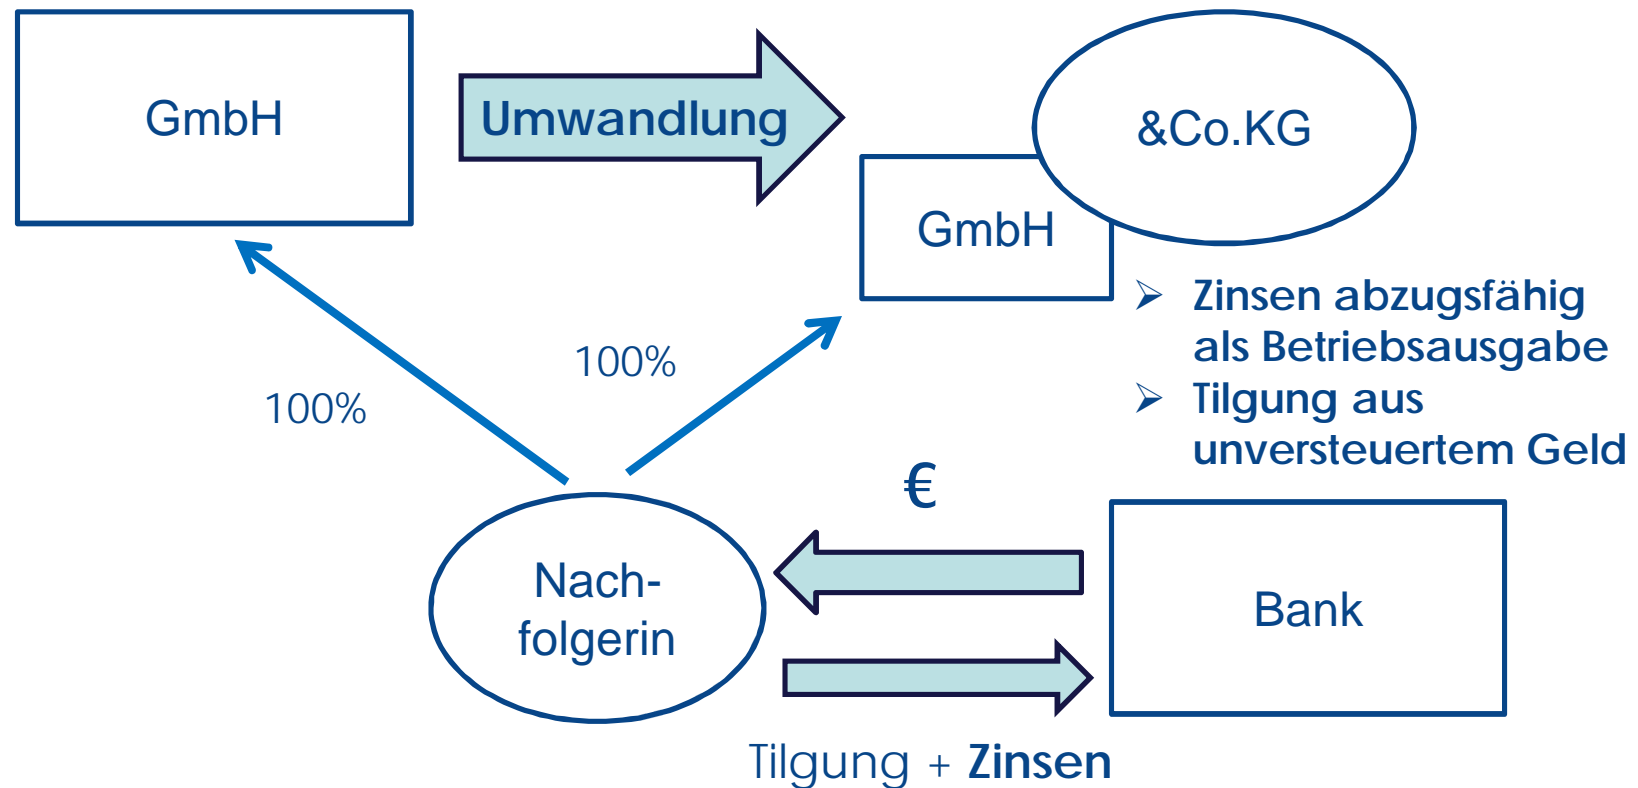 GmbH
Umwandlung
&Co.KG
GmbH
➢ Zinsen abzugsfähig
als Betriebsausgabe
➢ Tilgung aus
unversteuertem Geld
100%
100%
€
Nach-
folgerin
Bank
Tilgung + Zinsen